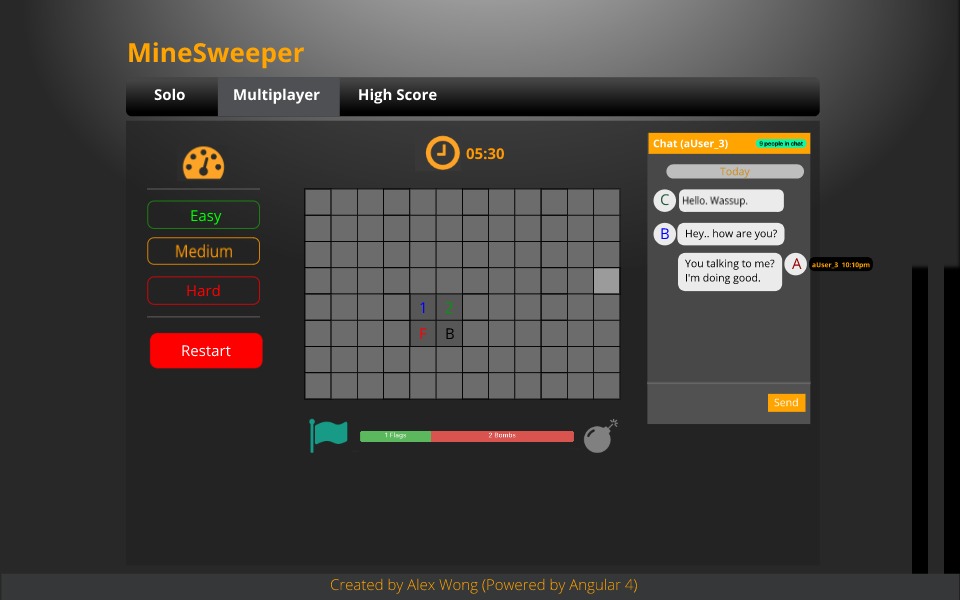 MineSweeper
Solo
Multiplayer
High Score
05:30
Easy
Medium
Hard
Restart
1
2
F
B
1 Flags
2 Bombs
Chat (aUser_3)
9 people in chat
Today
C
Hello. Wassup.
B
Hey.. how are you?
You talking to me?
I'm doing good.
A
aUser_3 10:10pm
Send
Created by Alex Wong (Powered by Angular 4)